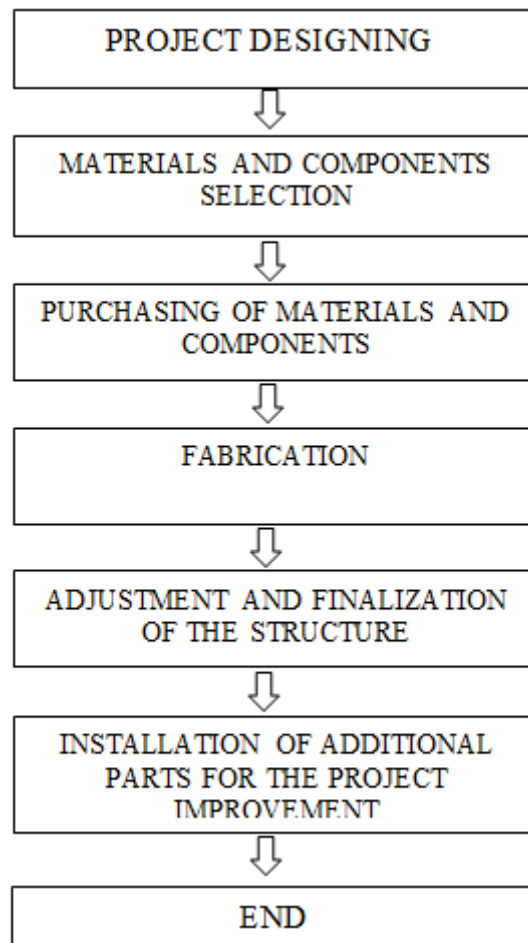 PROJECT DESIGNING
MATERIALS AND COMPONENTS
SELECTION
PURCHASING OF MATERIALS AND
COMPONENTS
FABRICATION
ADJUSTMENT AND FINALIZATION
OF THE STRUCTURE
INSTALLATION OF ADDITIONAL
PARTS FOR THE PROJECT
IMPROVEMENT
END